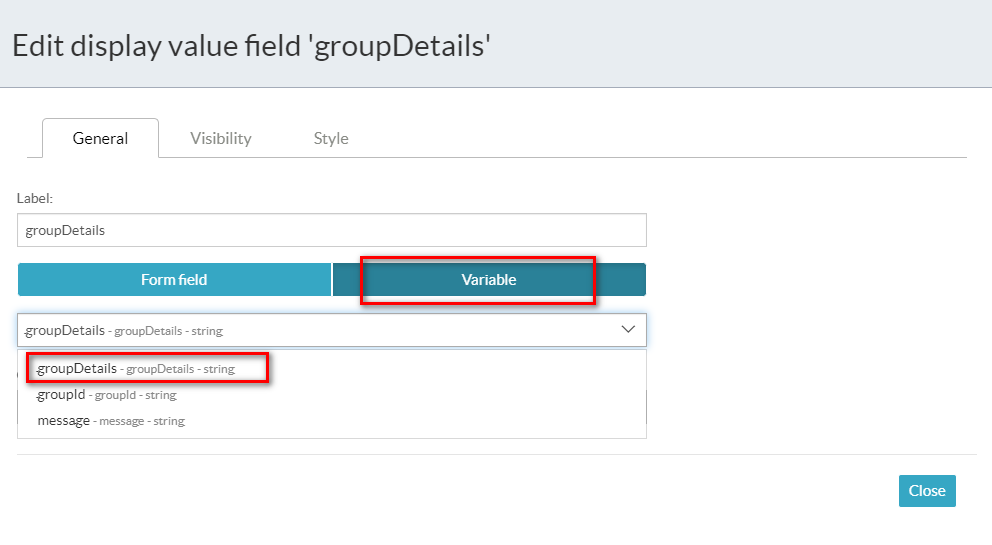 Edit display value field 'groupDetails'
General Visibility Style
Label:
groupDetails
Form field Variable
groupDetails - groupDetails - string
groupDetails - groupDetails - string
groupId - groupId - string
message - message - string
Close